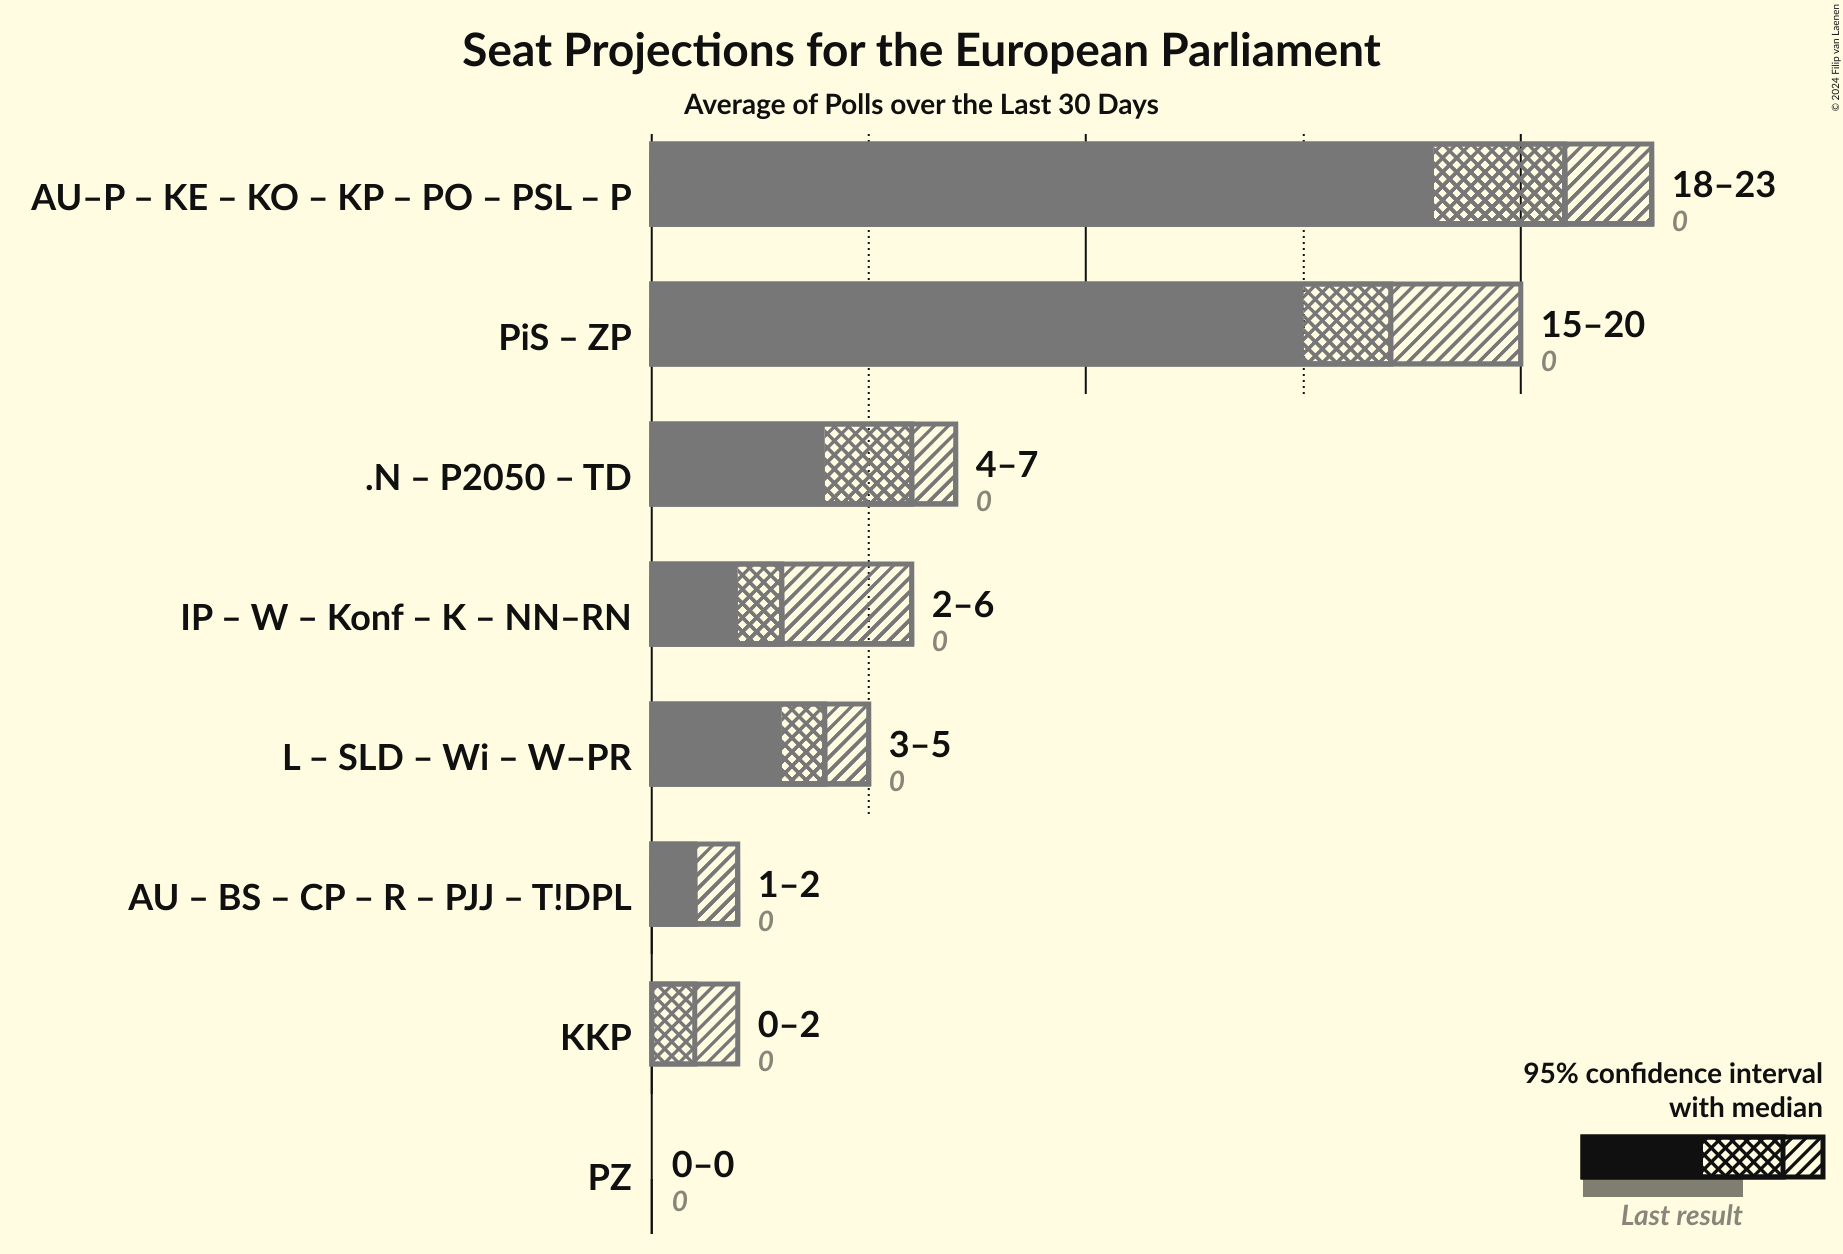 Seat Projections for the European Parliament
Average of Polls over the Last 30 Days
© 2024 Filip van Laenen
AU–P – KE – KO – KP – PO – PSL – P
18–23
0
PiS – ZP
15–20
0
.N – P2050 – TD
4–7
0
IP – W – Konf – K – NN–RN
2–6
0
L – SLD – Wi – W–PR
3–5
0
AU – BS – CP – R – PJJ – T!DPL
1–2
0
KKP
0–2
0
PZ
0–0
0
95% confidence interval
with median
Last result